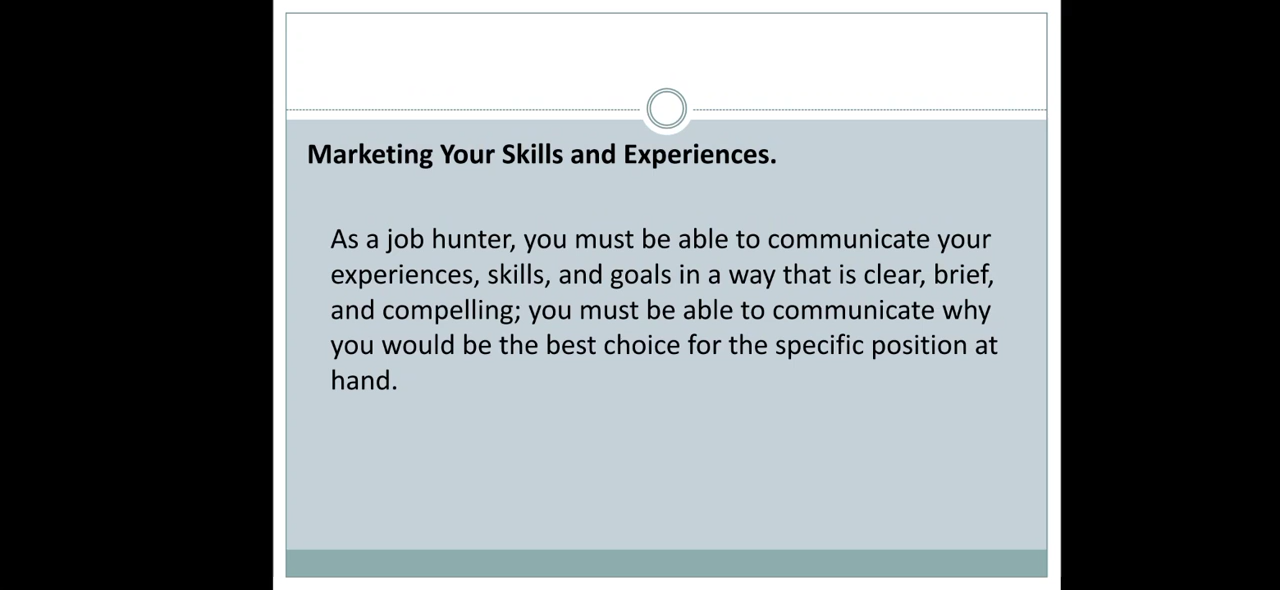 Marketing Your Skills and Experiences.
As a job hunter, you must be able to communicate your
experiences, skills, and goals in a way that is clear, brief,
and compelling; you must be able to communicate why
you would be the best choice for the specific position at
hand.